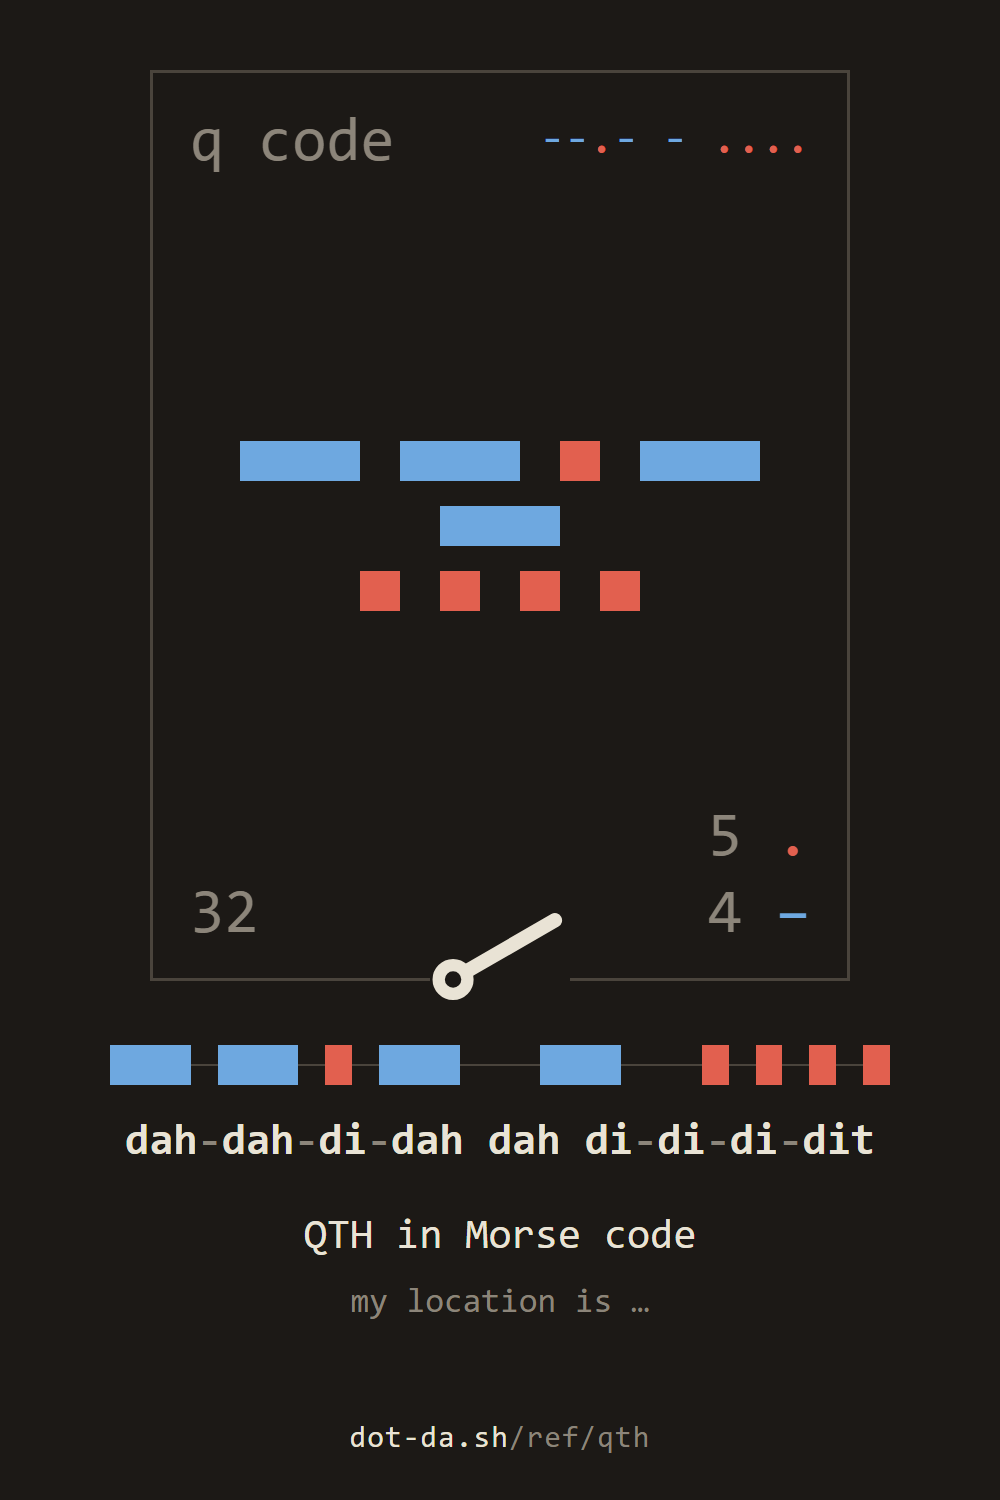 q code --.- - ....
5 .
32 4 -
dah-dah-di-dah dah di-di-di-dit
QTH in Morse code
my location is …
dot-da.sh/ref/qth